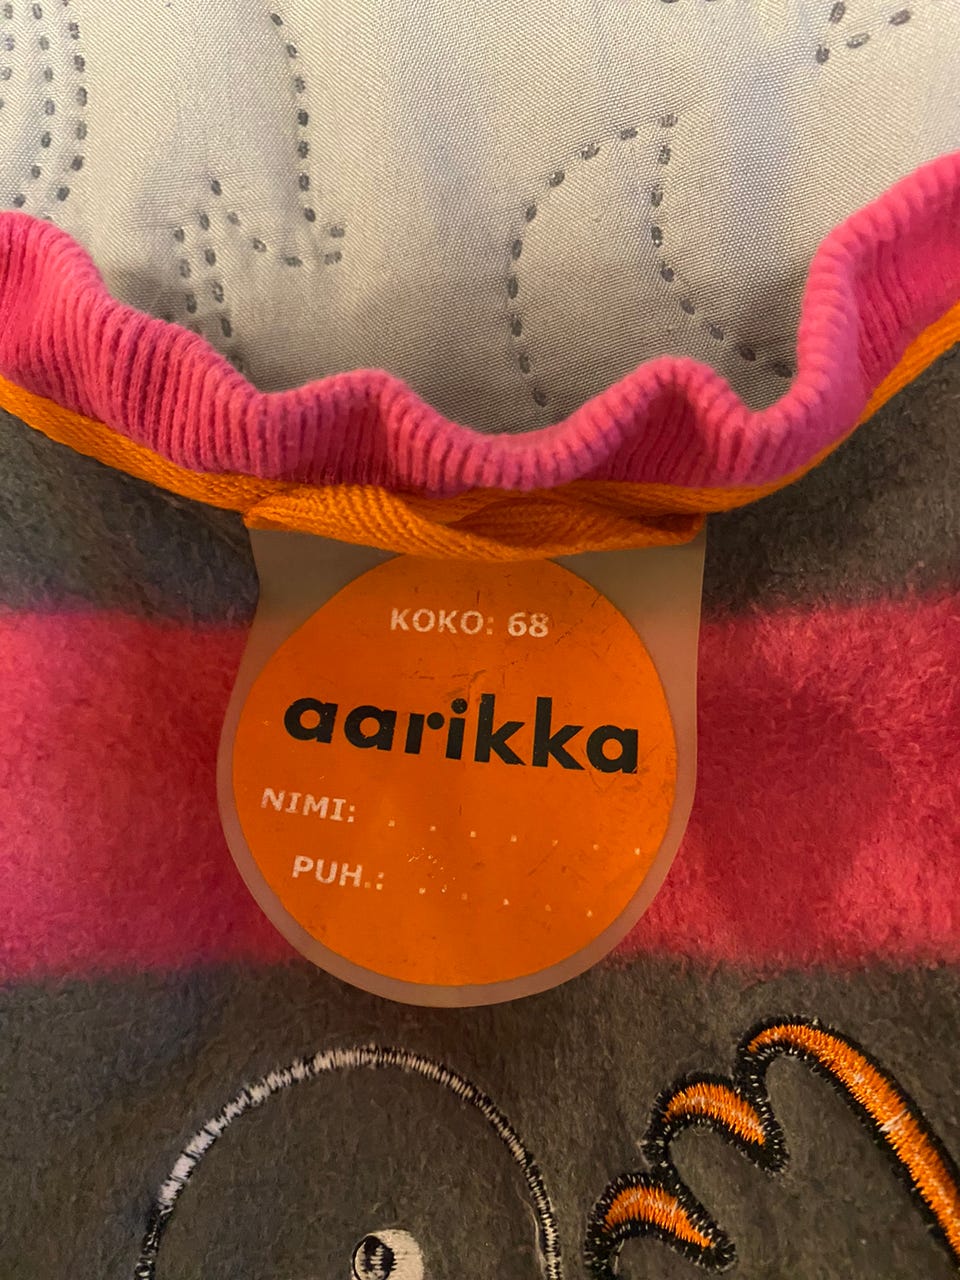 KOKO: 68
aarikka
NIMI: . . . . . . .
PUH.: . . . . . .